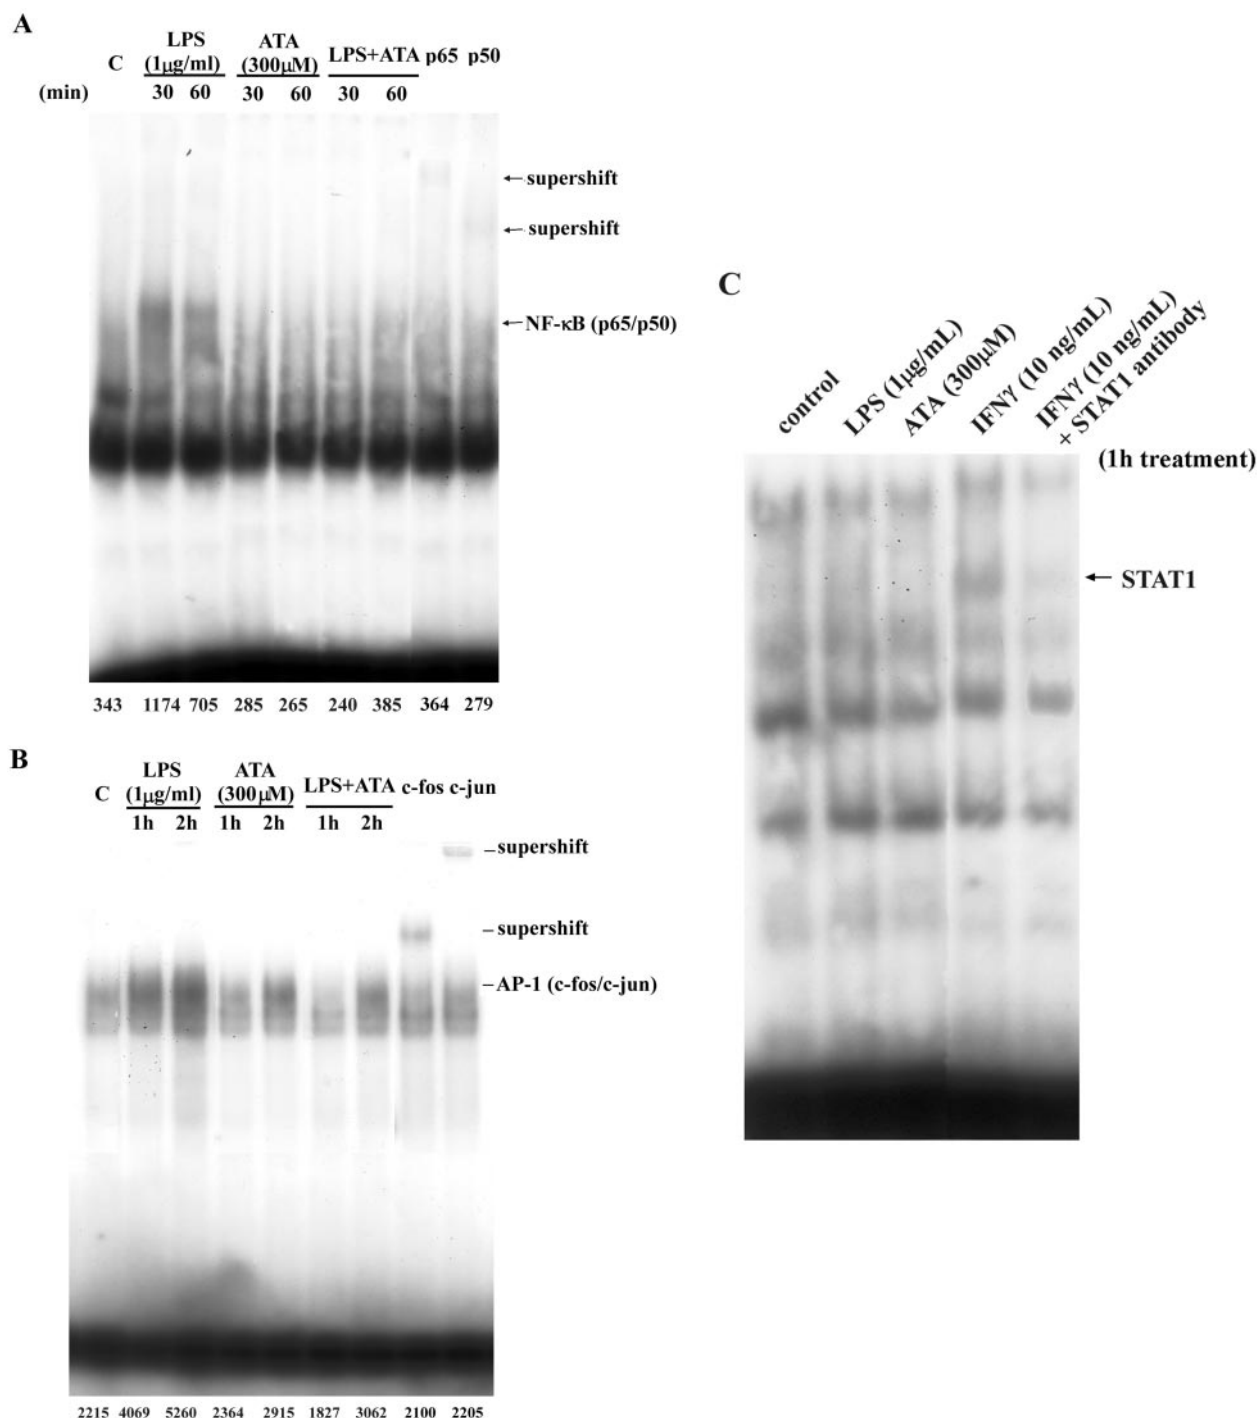 A
LPS ATA
C (1µg/ml) (300µM) LPS+ATA p65 p50
(min) 30 60 30 60 30 60
supershift
supershift
NF-κB (p65/p50)
343 1174 705 285 265 240 385 364 279
B
LPS ATA
C (1µg/ml) (300µM) LPS+ATA c-fos c-jun
1h 2h 1h 2h 1h 2h
supershift
supershift
AP-1 (c-fos/c-jun)
2215 4069 5260 2364 2915 1827 3062 2100 2205
C
control
LPS (1µg/mL)
ATA (300µM)
IFNγ (10 ng/mL)
IFNγ (10 ng/mL)
+ STAT1 antibody
(1h treatment)
STAT1